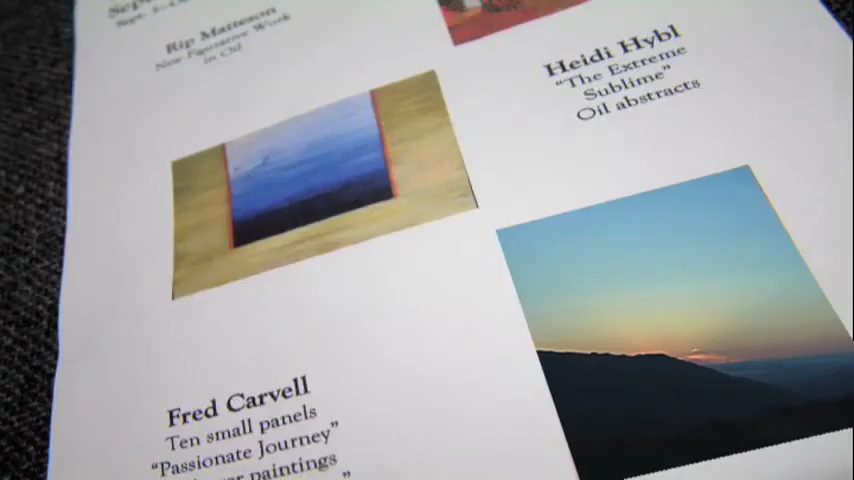 Rip Matteson
New Figurative Work
in Oil
Heidi Hybl
"The Extreme
Sublime"
Oil abstracts
Fred Carvell
Ten small panels
"Passionate Journey"
paintings